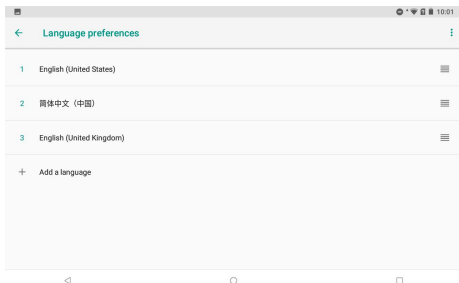 10:01
Language preferences
1 English (United States)
2 简体中文（中国）
3 English (United Kingdom)
Add a language